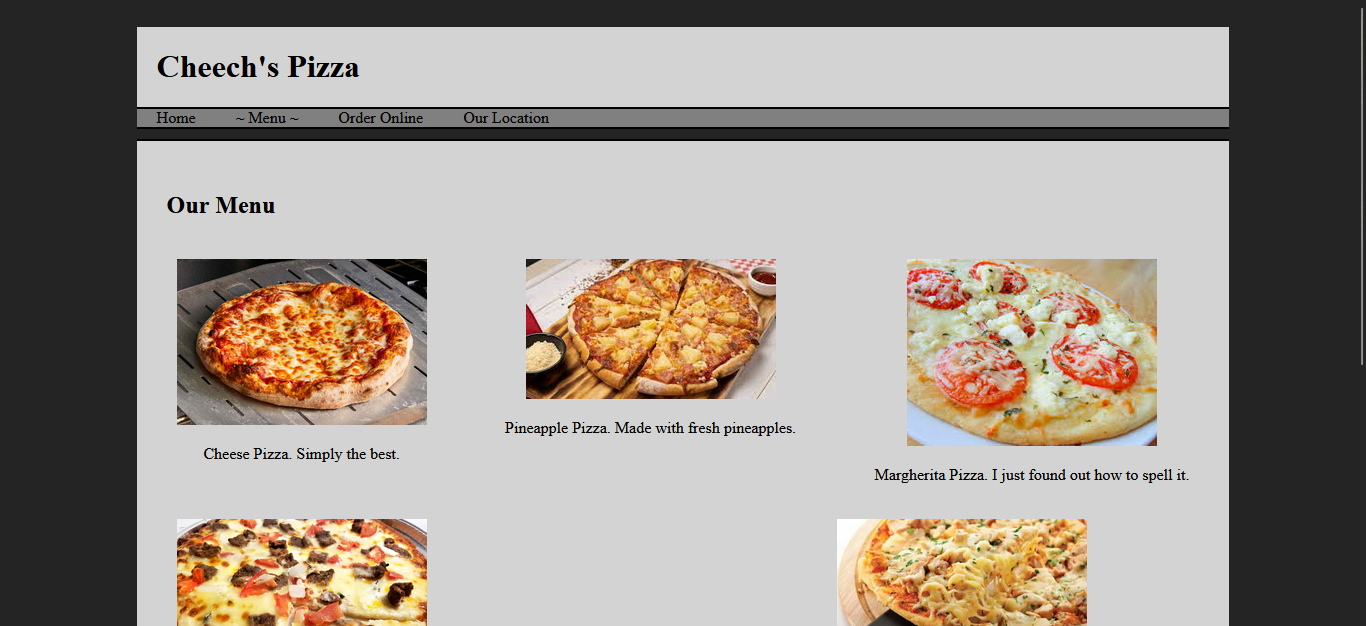 Cheech's Pizza
Home ~ Menu ~ Order Online Our Location
Our Menu
Cheese Pizza. Simply the best.
Pineapple Pizza. Made with fresh pineapples.
Margherita Pizza. I just found out how to spell it.